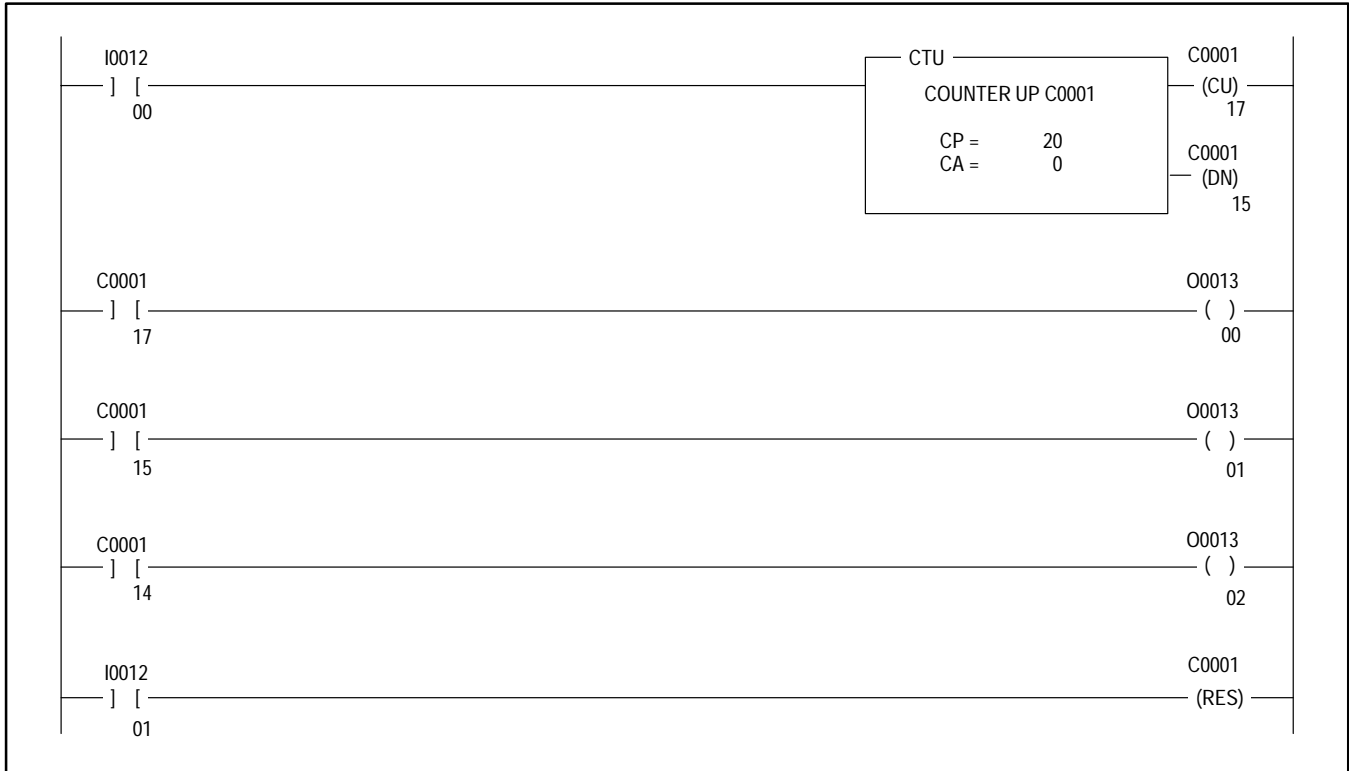 I0012
] [
00
CTU
COUNTER UP C0001
CP = 20
CA = 0
C0001
(CU)
17
C0001
(DN)
15
C0001
] [
17
O0013
( )
00
C0001
] [
15
O0013
( )
01
C0001
] [
14
O0013
( )
02
I0012
] [
01
C0001
(RES)